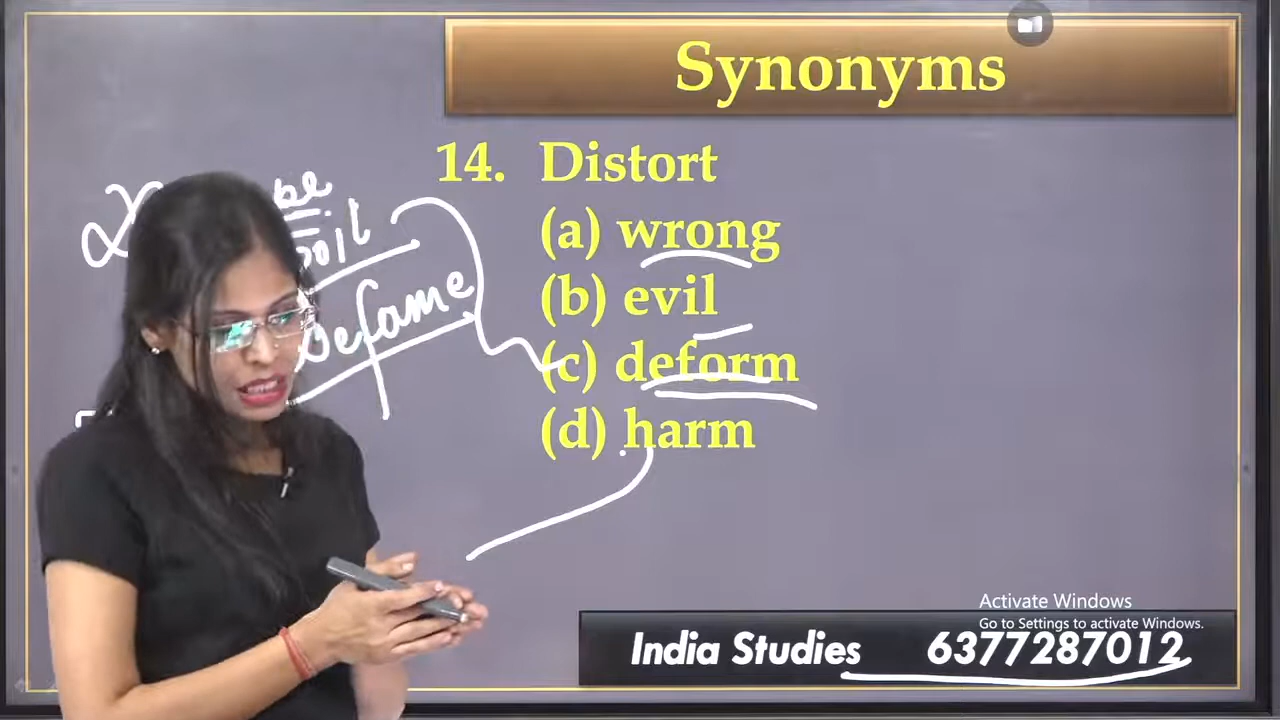 Synonyms
14. Distort
(a) wrong
(b) evil
(c) deform
(d) harm
Defame
Activate Windows
Go to Settings to activate Windows.
India Studies 6377287012